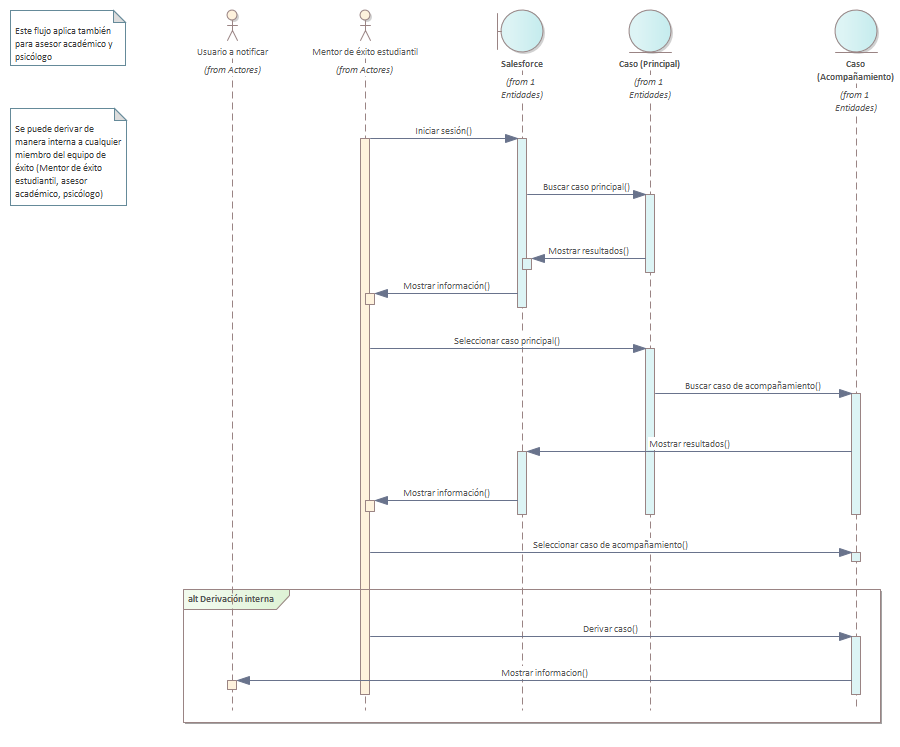 Este flujo aplica también
para asesor académico y
psicólogo
Se puede derivar de
manera interna a cualquier
miembro del equipo de
éxito (Mentor de éxito
estudiantil, asesor
académico, psicólogo)
Usuario a notificar
(from Actores)
Mentor de éxito estudiantil
(from Actores)
Salesforce
(from 1
Entidades)
Caso (Principal)
(from 1
Entidades)
Caso
(Acompañamiento)
(from 1
Entidades)
Iniciar sesión()
Buscar caso principal()
Mostrar resultados()
Mostrar información()
Seleccionar caso principal()
Buscar caso de acompañamiento()
Mostrar resultados()
Mostrar información()
Seleccionar caso de acompañamiento()
alt Derivación interna
Derivar caso()
Mostrar informacion()